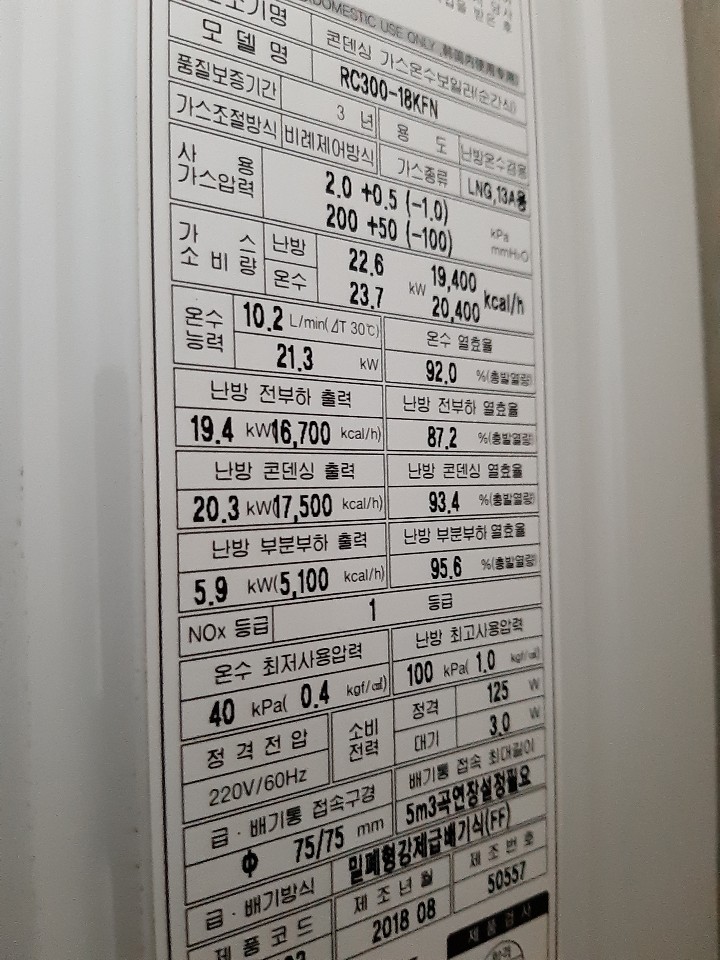 DOMESTIC USE ONLY
콘덴싱 가스온수보일러(순간식)
모 델 명 RC300-18KFN
품질보증기간 3 년 용 도 난방온수겸용
가스조절방식 비례제어방식 가스종류 LNG,13A용
사 용 가스압력 2.0 +0.5 (-1.0) kPa
200 +50 (-100) mmH₂O
가 스 소 비 량 난방 22.6 kW 19,400 kcal/h
온수 23.7 20,400
온수 능력 10.2 L/min(⊿T 30℃) 온수 열효율
21.3 kW 92.0 %(총발열량)
난방 전부하 출력 난방 전부하 열효율
19.4 kW(16,700 kcal/h) 87.2 %(총발열량)
난방 콘덴싱 출력 난방 콘덴싱 열효율
20.3 kW(17,500 kcal/h) 93.4 %(총발열량)
난방 부분부하 출력 난방 부분부하 열효율
5.9 kW(5,100 kcal/h) 95.6 %(총발열량)
NOx 등급 1 등급
온수 최저사용압력 난방 최고사용압력
40 kPa( 0.4 kgf/㎠) 100 kPa( 1.0 kgf/㎠)
정 격 전 압 소비 전력 정격 125 W
220V/60Hz 대기 3.0 W
급 · 배기통 접속구경 배기통 접속 최대길이
Φ 75/75 mm 5m3곡연장설정필요
급 · 배기방식 밀폐형강제급배기식(FF)
제 품 코 드 제 조 년 월 제 조 번 호
2018 08 50557
제 품 검 사